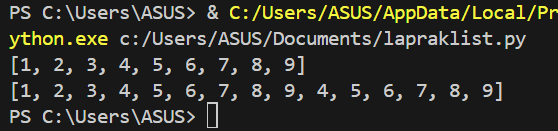 PS C:\Users\ASUS> & C:/Users/ASUS/AppData/Local/Pr
ython.exe c:/Users/ASUS/Documents/lapraklist.py
[1, 2, 3, 4, 5, 6, 7, 8, 9]
[1, 2, 3, 4, 5, 6, 7, 8, 9, 4, 5, 6, 7, 8, 9]
PS C:\Users\ASUS>